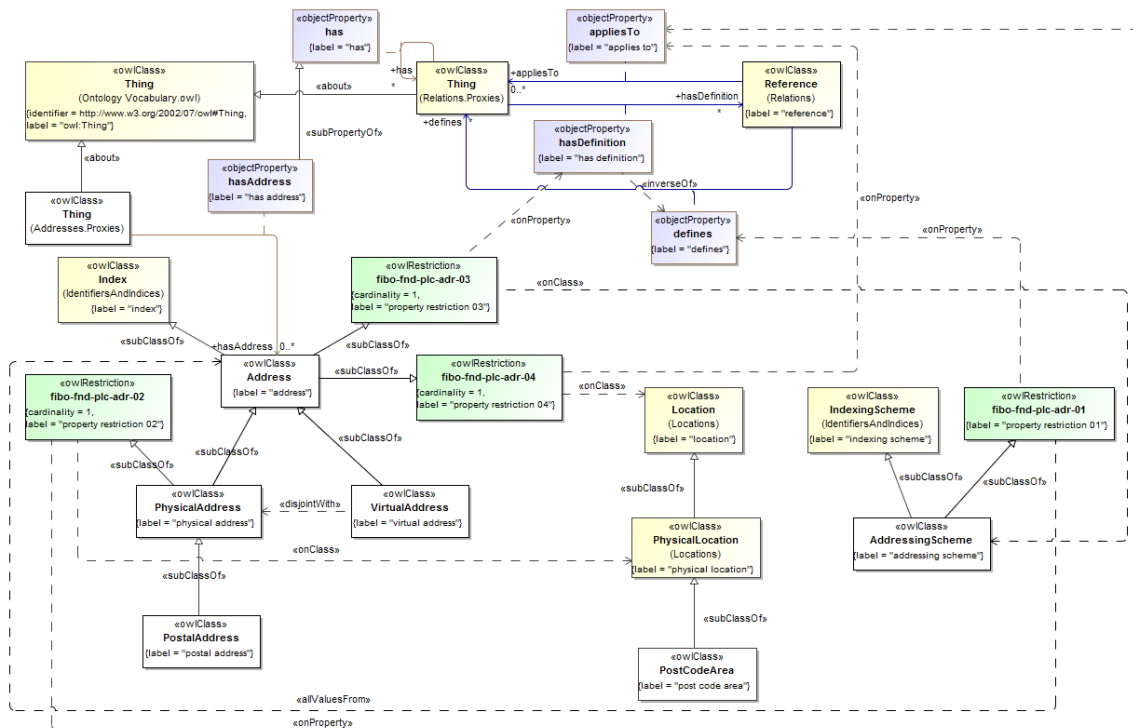 «objectProperty»
has
{label = "has"}
«objectProperty»
appliesTo
{label = "applies to"}
+has
*
«owlClass»
Thing
(Ontology Vocabulary.owl)
{identifier = http://www.w3.org/2002/07/owl#Thing,
label = "owl:Thing"}
«about»
«owlClass»
Thing
(Relations.Proxies)
+appliesTo
0..*
+hasDefinition
*
+defines
*
«owlClass»
Reference
(Relations)
{label = "reference"}
«subPropertyOf»
«objectProperty»
hasDefinition
{label = "has definition"}
«about»
«objectProperty»
hasAddress
{label = "has address"}
«inverseOf»
«onProperty»
«owlClass»
Thing
(Addresses.Proxies)
«onProperty»
«objectProperty»
defines
{label = "defines"}
«onProperty»
«owlClass»
Index
(IdentifiersAndIndices)
{label = "index"}
«owlRestriction»
fibo-fnd-plc-adr-03
{cardinality = 1,
label = "property restriction 03"}
«onClass»
«subClassOf»
+hasAddress
0..*
«subClassOf»
«owlClass»
Address
{label = "address"}
«subClassOf»
«owlRestriction»
fibo-fnd-plc-adr-04
{cardinality = 1,
label = "property restriction 04"}
«onClass»
«owlRestriction»
fibo-fnd-plc-adr-02
{cardinality = 1,
label = "property restriction 02"}
«owlClass»
Location
(Locations)
{label = "location"}
«owlClass»
IndexingScheme
(IdentifiersAndIndices)
{label = "indexing scheme"}
«owlRestriction»
fibo-fnd-plc-adr-01
{label = "property restriction 01"}
«subClassOf»
«subClassOf»
«subClassOf»
«subClassOf»
«subClassOf»
«subClassOf»
«owlClass»
PhysicalAddress
{label = "physical address"}
«disjointWith»
«owlClass»
VirtualAddress
{label = "virtual address"}
«owlClass»
PhysicalLocation
(Locations)
{label = "physical location"}
«owlClass»
AddressingScheme
{label = "addressing scheme"}
«onClass»
«subClassOf»
«subClassOf»
«owlClass»
PostalAddress
{label = "postal address"}
«owlClass»
PostCodeArea
{label = "post code area"}
«allValuesFrom»
«onProperty»